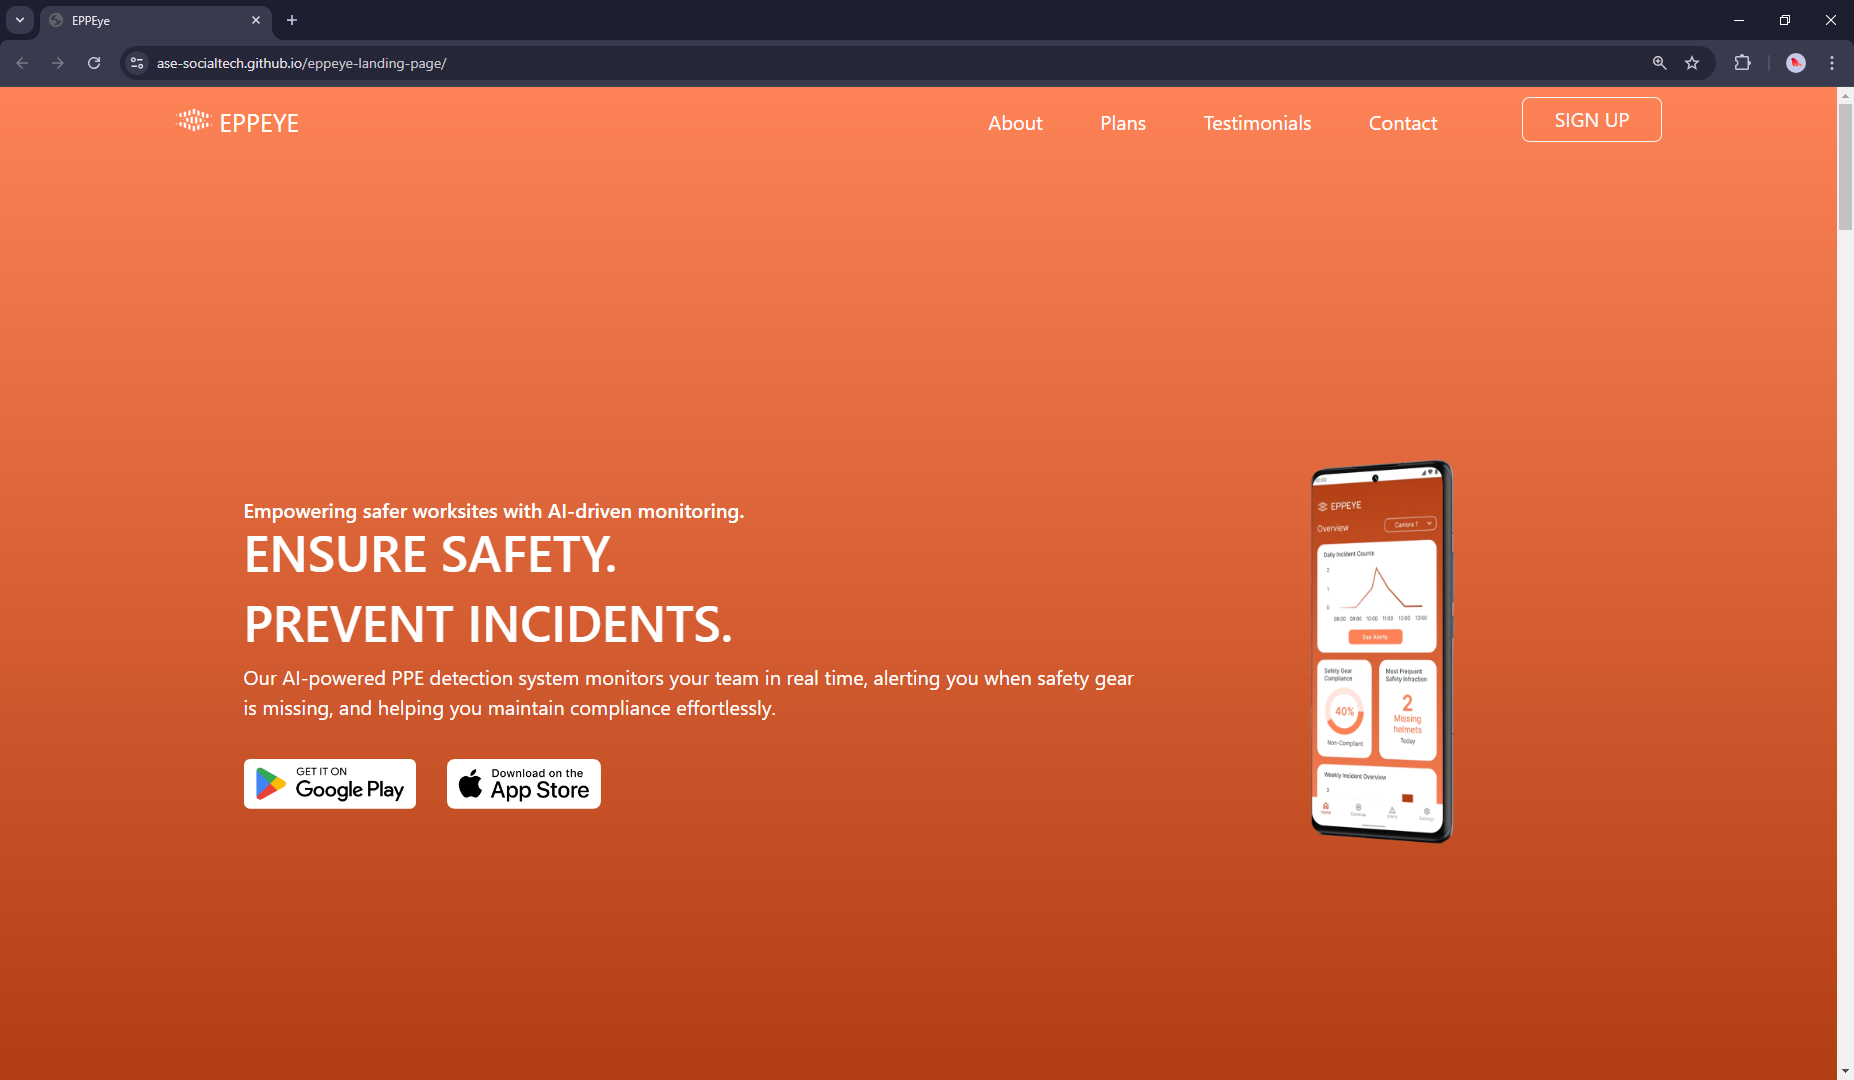 EPPEye
ase-socialtech.github.io/eppeye-landing-page/
EPPEYE
About
Plans
Testimonials
Contact
SIGN UP
Empowering safer worksites with AI-driven monitoring.
ENSURE SAFETY.
PREVENT INCIDENTS.
Our AI-powered PPE detection system monitors your team in real time, alerting you when safety gear
is missing, and helping you maintain compliance effortlessly.
GET IT ON
Google Play
Download on the
App Store
EPPEYE
Overview
Camera 1
Daily Incident Counts
2
1
0
08:00 09:00 10:00 11:00 12:00 13:00
See Alerts
Safety Gear
Compliance
40%
Non-Compliant
Most Frequent
Safety Infraction
2
Missing
helmets
Today
Weekly Incident Overview
3